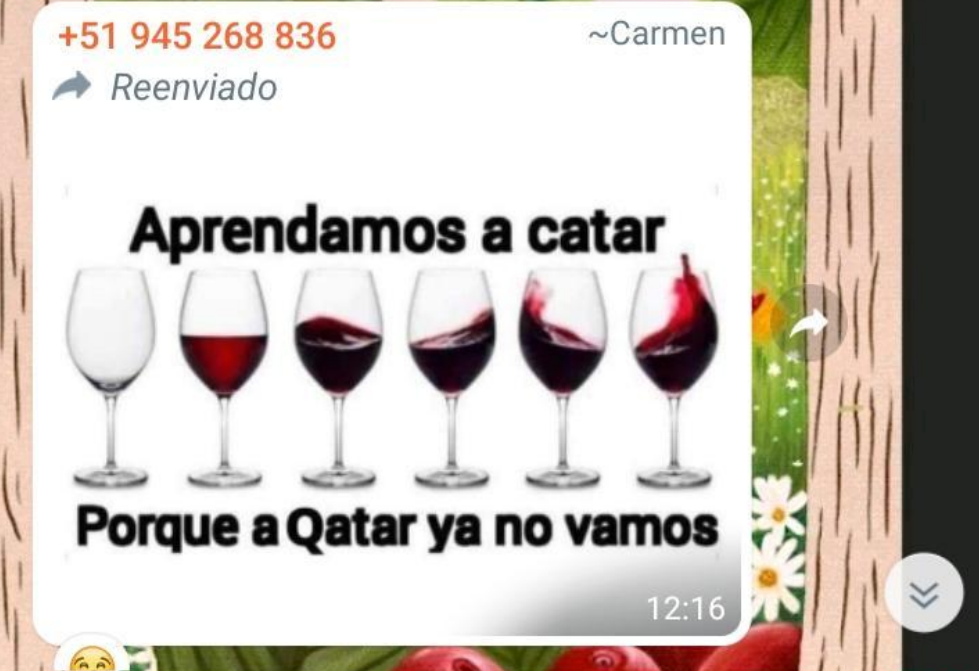 +51 945 268 836 ~Carmen
Reenviado
Aprendamos a catar
Porque a Qatar ya no vamos
12:16